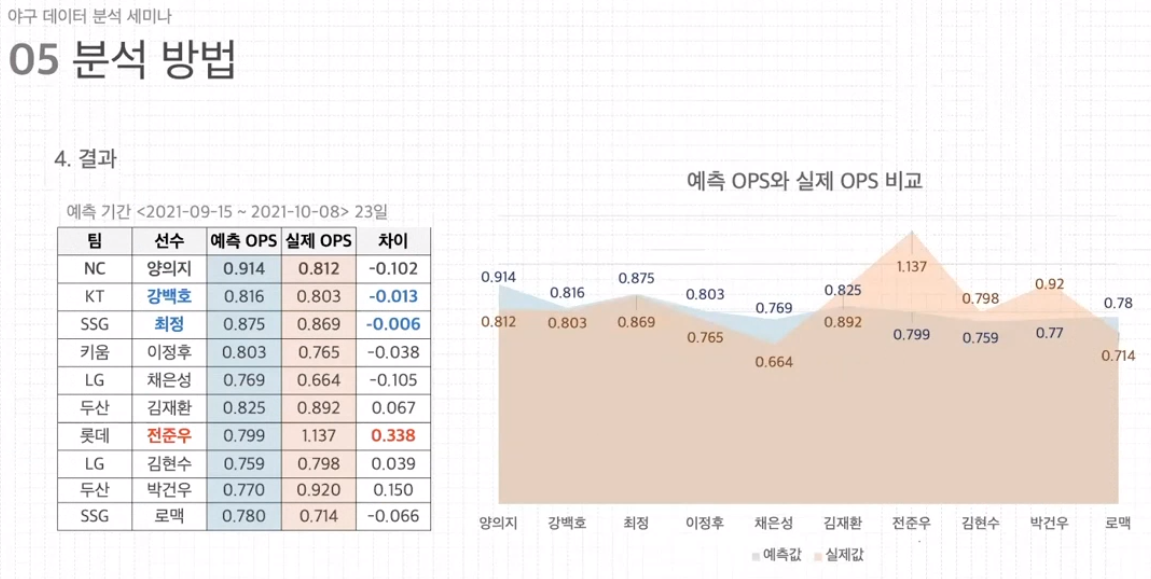 야구 데이터 분석 세미나
05 분석 방법
4. 결과
예측 기간 <2021-09-15 ~ 2021-10-08> 23일
팀 선수 예측 OPS 실제 OPS 차이
NC 양의지 0.914 0.812 -0.102
KT 강백호 0.816 0.803 -0.013
SSG 최정 0.875 0.869 -0.006
키움 이정후 0.803 0.765 -0.038
LG 채은성 0.769 0.664 -0.105
두산 김재환 0.825 0.892 0.067
롯데 전준우 0.799 1.137 0.338
LG 김현수 0.759 0.798 0.039
두산 박건우 0.770 0.920 0.150
SSG 로맥 0.780 0.714 -0.066
예측 OPS와 실제 OPS 비교
0.914 0.816 0.875 0.803 0.769 0.825 1.137 0.798 0.92 0.78
0.812 0.803 0.869 0.765 0.664 0.892 0.799 0.759 0.77 0.714
양의지 강백호 최정 이정후 채은성 김재환 전준우 김현수 박건우 로맥
예측값 실제값